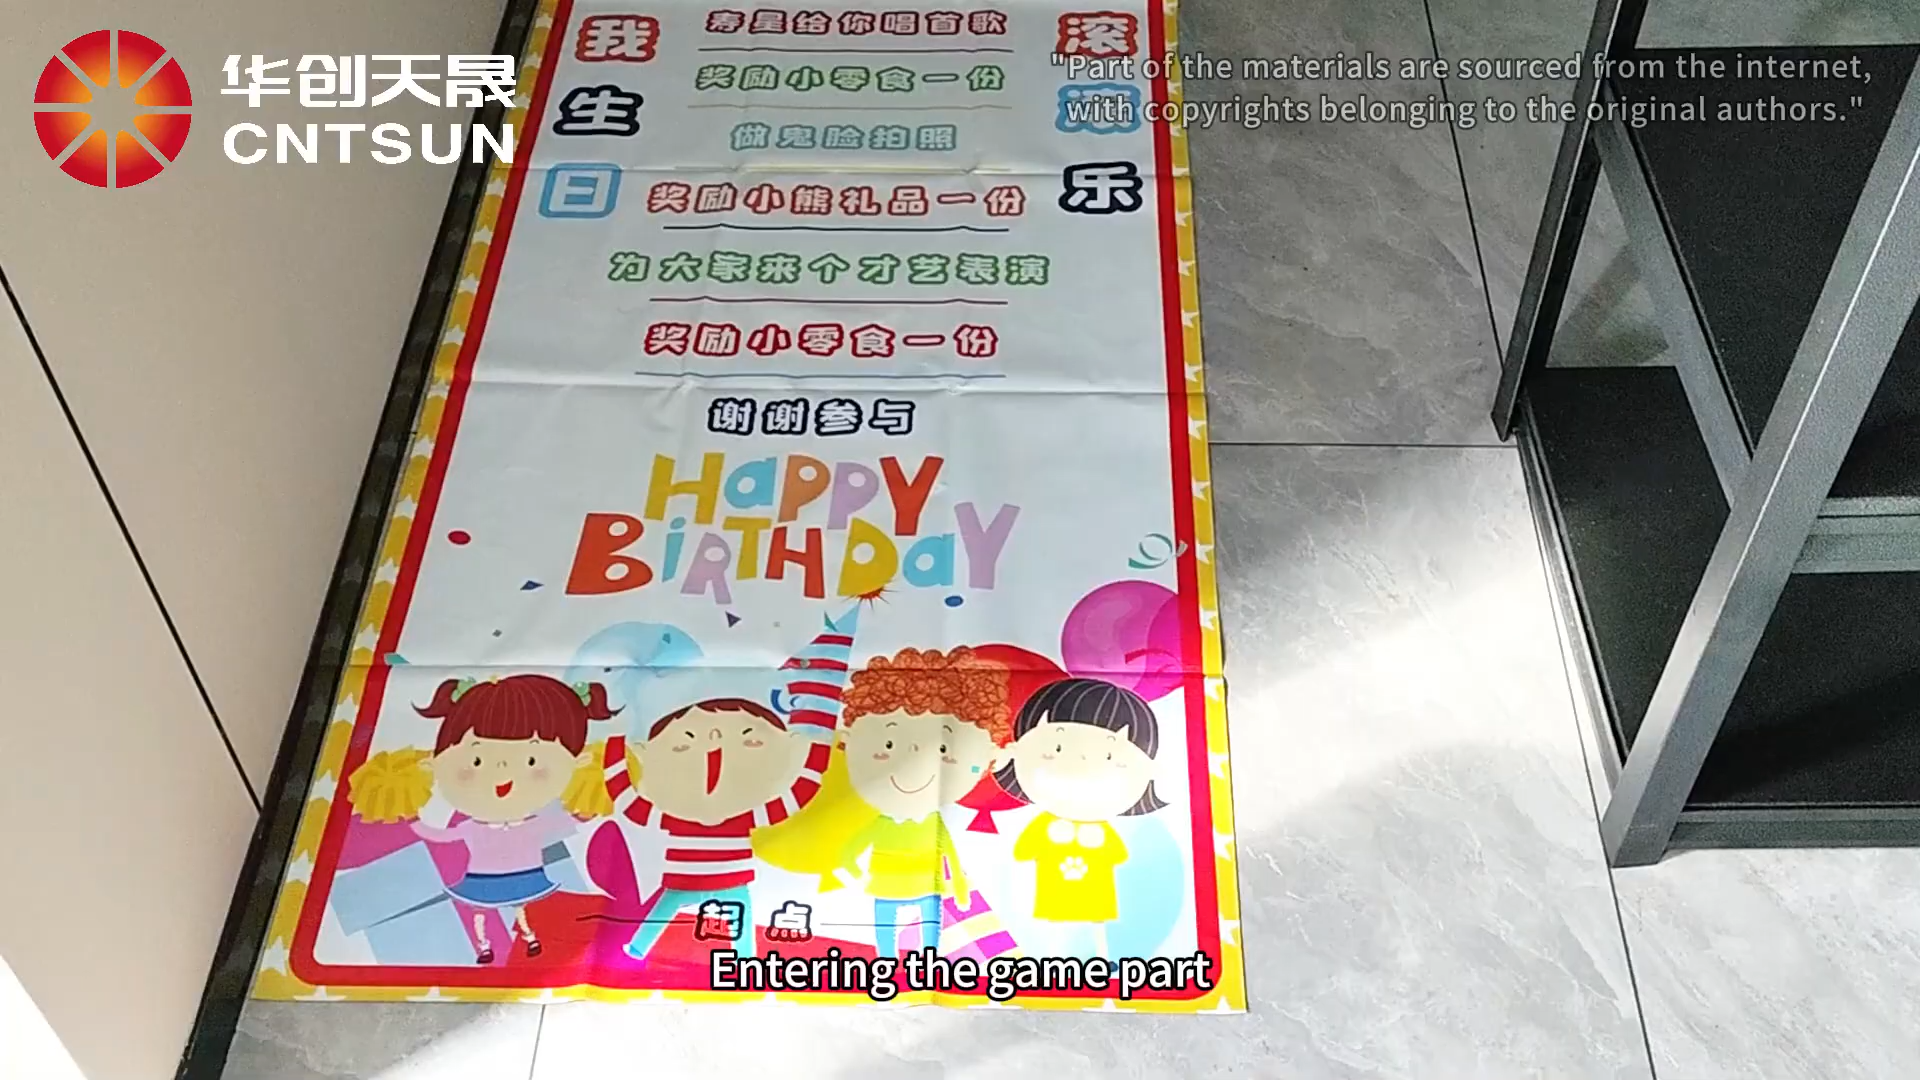 华创天晟
CNTSUN
"Part of the materials are sourced from the internet,
with copyrights belonging to the original authors."
我
生
日
滚
滚
乐
寿星给你唱首歌
奖励小零食一份
做鬼脸拍照
奖励小熊礼品一份
为大家来个才艺表演
奖励小零食一份
谢谢参与
HaPPY
BiRTHDaY
起点
Entering the game part